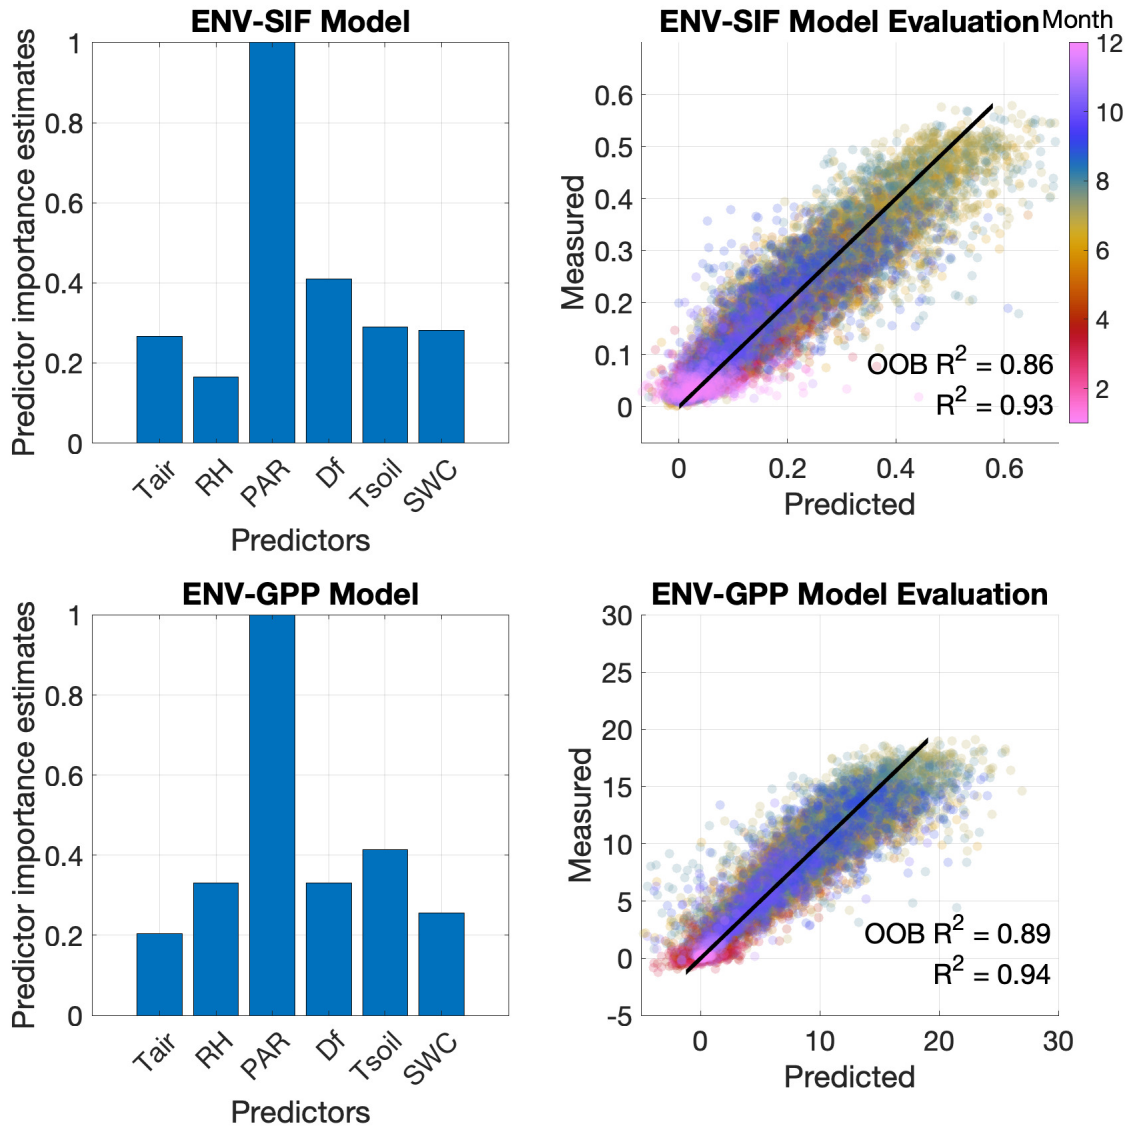 ENV-SIF Model
Predictor importance estimates
1
0.8
0.6
0.4
0.2
0
Tair
RH
PAR
Df
Tsoil
SWC
Predictors
ENV-SIF Model Evaluation
Month
Measured
0.6
0.5
0.4
0.3
0.2
0.1
0
OOB R² = 0.86
R² = 0.93
0
0.2
0.4
0.6
Predicted
12
10
8
6
4
2
ENV-GPP Model
Predictor importance estimates
1
0.8
0.6
0.4
0.2
0
Tair
RH
PAR
Df
Tsoil
SWC
Predictors
ENV-GPP Model Evaluation
Measured
30
25
20
15
10
5
0
-5
OOB R² = 0.89
R² = 0.94
0
10
20
30
Predicted